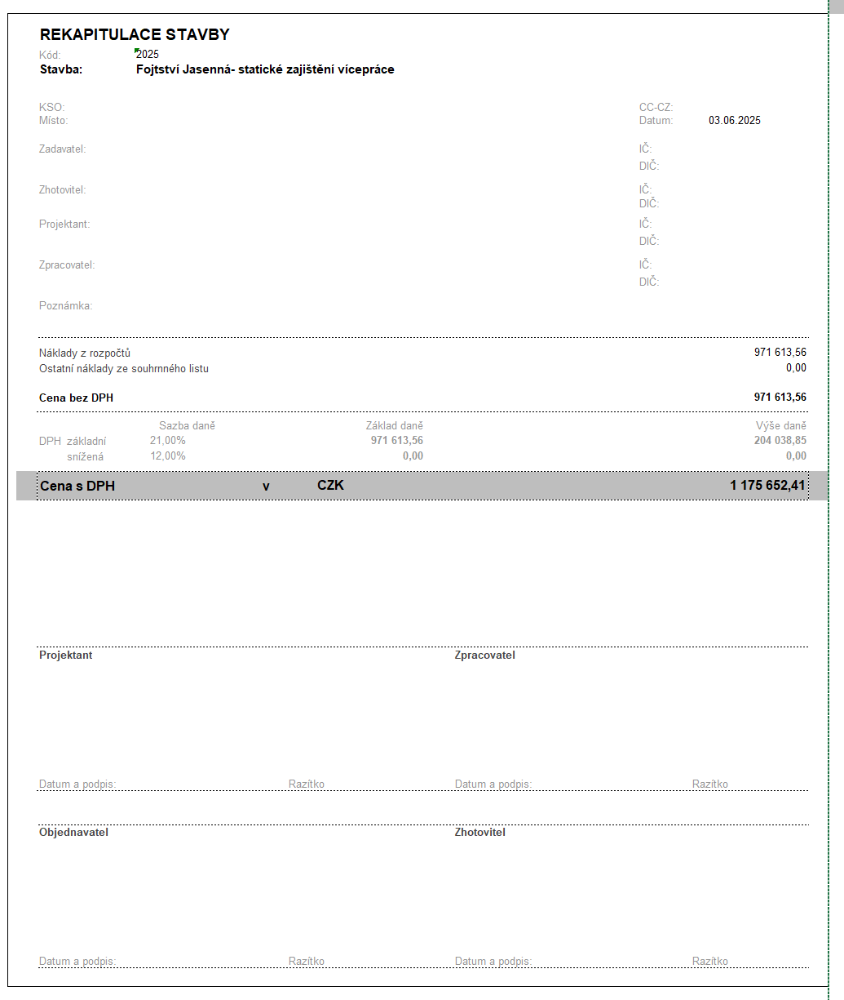 REKAPITULACE STAVBY
Kód: 2025
Stavba: Fojtství Jasenná- statické zajištění vícepráce
KSO: CC-CZ:
Místo: Datum: 03.06.2025
Zadavatel: IČ:
DIČ:
Zhotovitel: IČ:
DIČ:
Projektant: IČ:
DIČ:
Zpracovatel: IČ:
DIČ:
Poznámka:
Náklady z rozpočtů 971 613,56
Ostatní náklady ze souhrnného listu 0,00
Cena bez DPH 971 613,56
Sazba daně Základ daně Výše daně
DPH základní 21,00% 971 613,56 204 038,85
snížená 12,00% 0,00 0,00
Cena s DPH v CZK 1 175 652,41
Projektant Zpracovatel
Datum a podpis: Razítko Datum a podpis: Razítko
Objednavatel Zhotovitel
Datum a podpis: Razítko Datum a podpis: Razítko